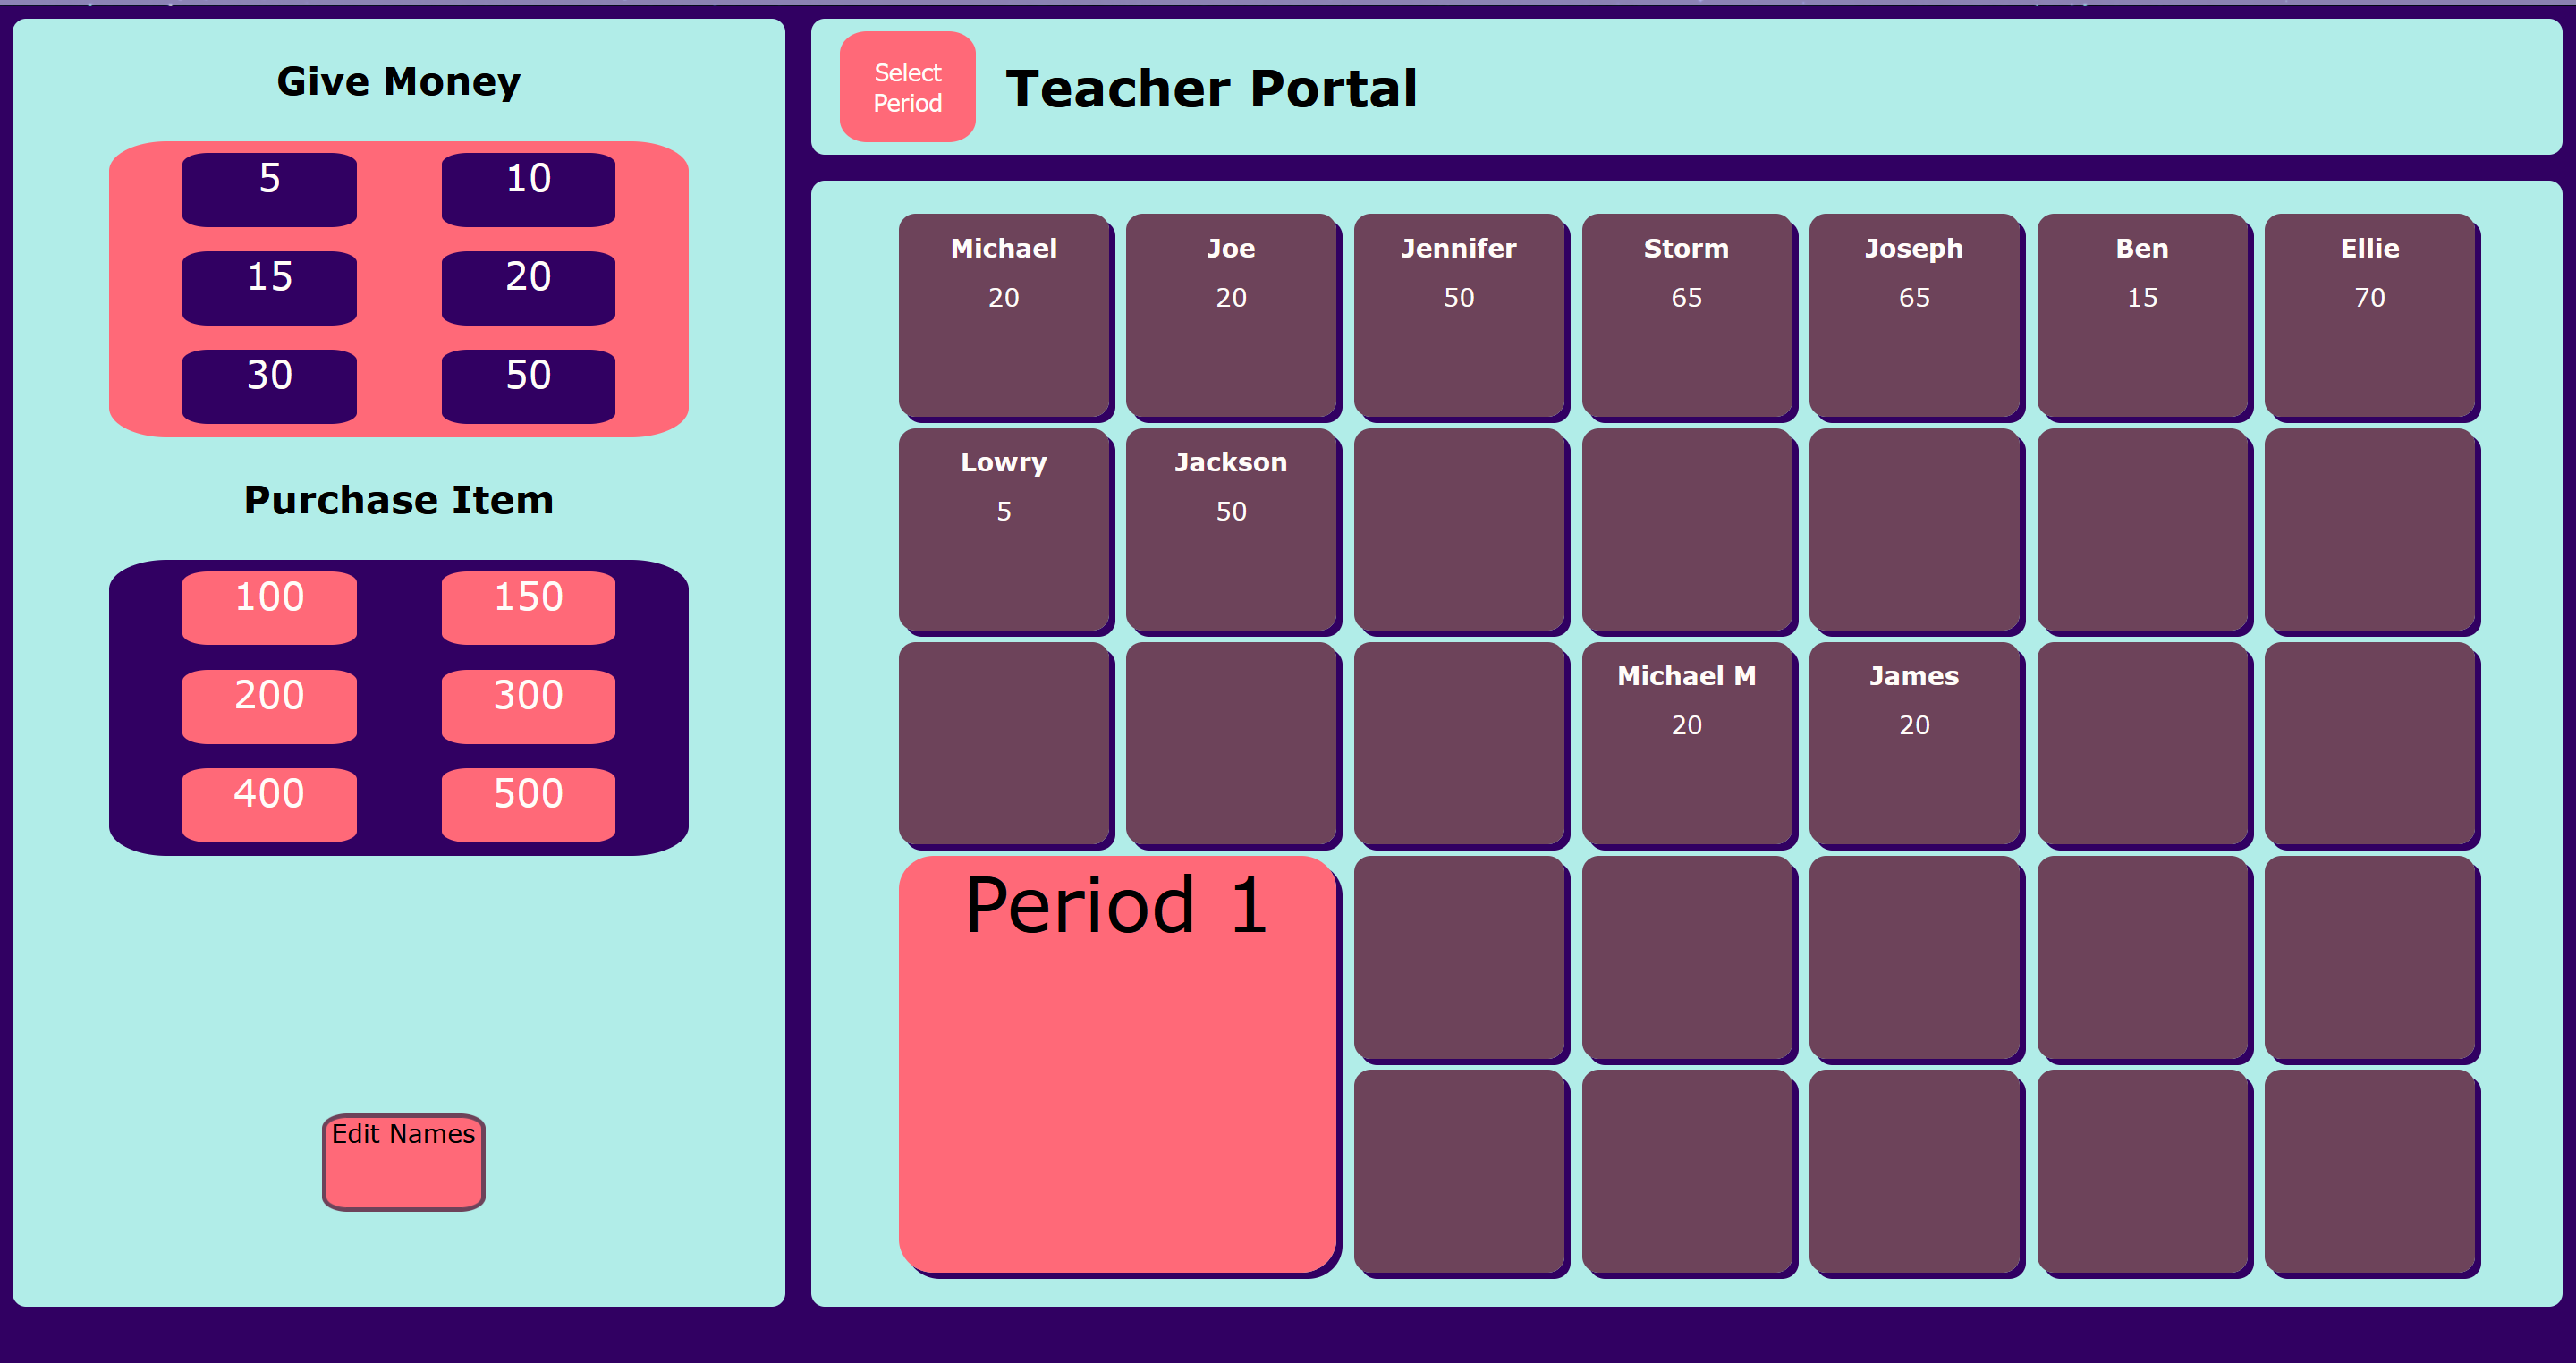 Give Money
5 10
15 20
30 50
Purchase Item
100 150
200 300
400 500
Edit Names
Select
Period
Teacher Portal
Michael Joe Jennifer Storm Joseph Ben Ellie
20 20 50 65 65 15 70
Lowry Jackson
5 50
Michael M James
20 20
Period 1